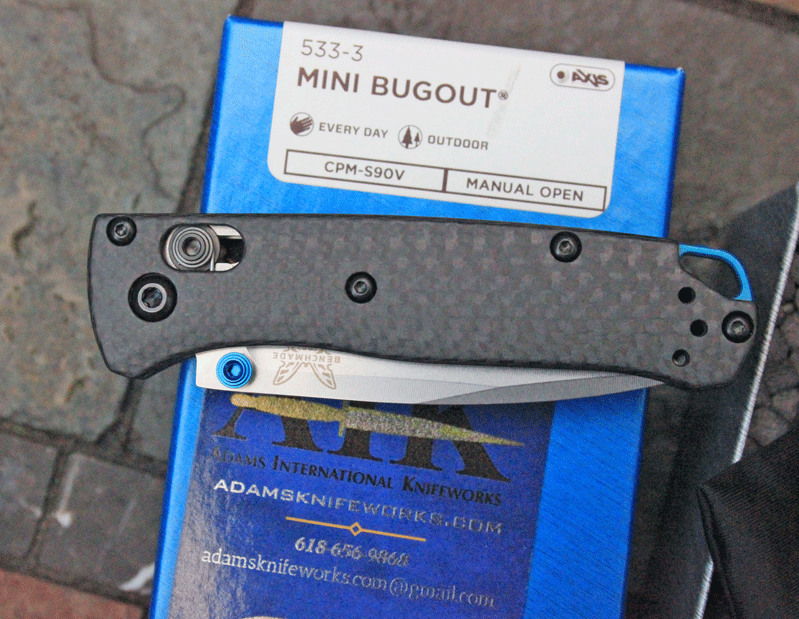 533-3
AXIS
MINI BUGOUT®
EVERY DAY
OUTDOOR
CPM-S90V
MANUAL OPEN
BENCHMADE
AIK
ADAMS INTERNATIONAL KNIFEWORKS
ADAMSKNIFEWORKS.COM
618-656-9868
adamsknifeworks.com@gmail.com